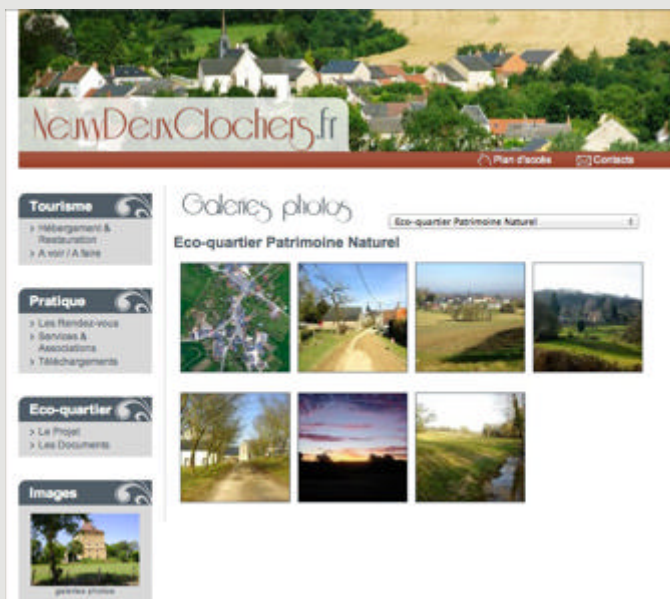 NeuvyDeuxClochers.fr
Plan d'accès
Contacts
Tourisme
> Hébergement &
Restauration
> A voir / A faire
Pratique
> Les Rendez-vous
> Services &
Associations
> Téléchargements
Eco-quartier
> Le Projet
> Les Documents
Images
galeries photos
Galeries photos
Eco-quartier Patrimoine Naturel
Eco-quartier Patrimoine Naturel